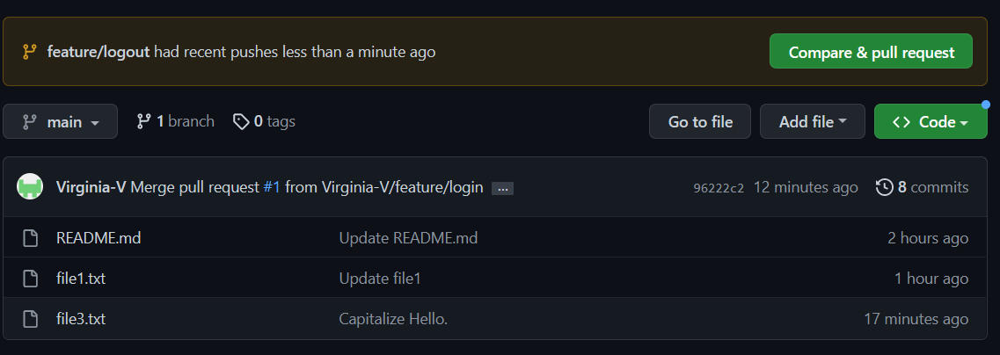 feature/logout had recent pushes less than a minute ago Compare & pull request
main 1 branch 0 tags Go to file Add file <> Code
Virginia-V Merge pull request #1 from Virginia-V/feature/login ... 96222c2 12 minutes ago 8 commits
README.md Update README.md 2 hours ago
file1.txt Update file1 1 hour ago
file3.txt Capitalize Hello. 17 minutes ago